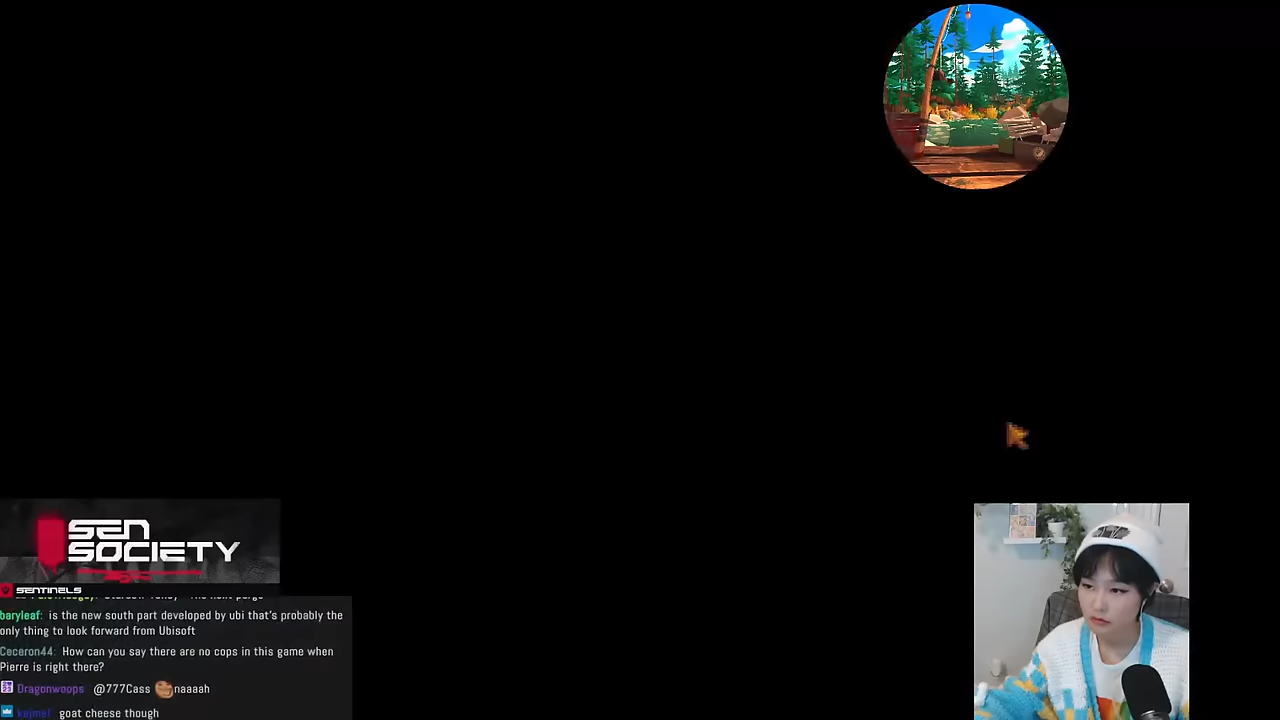 SEN
SOCIETY
SENTINELS
baryleaf: is the new south part developed by ubi that's probably the
only thing to look forward from Ubisoft
Ceceron44: How can you say there are no cops in this game when
Pierre is right there?
Dragonwoops @777Cass naaaah
kejmel goat cheese though